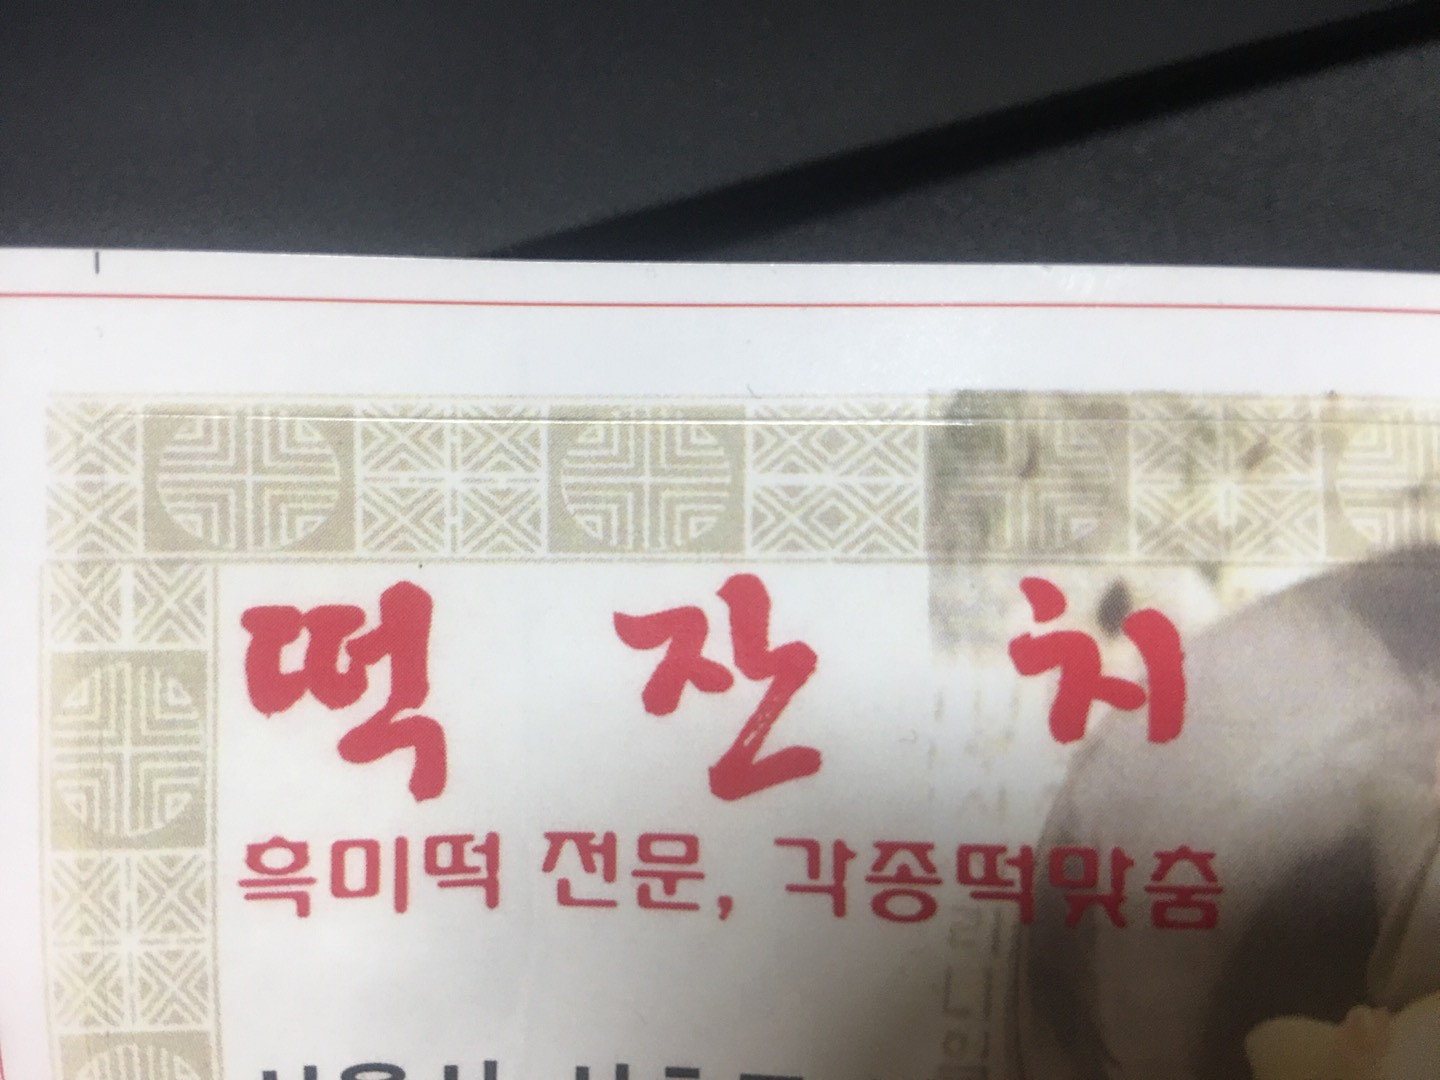 떡 잔 치
흑미떡 전문, 각종떡맞춤